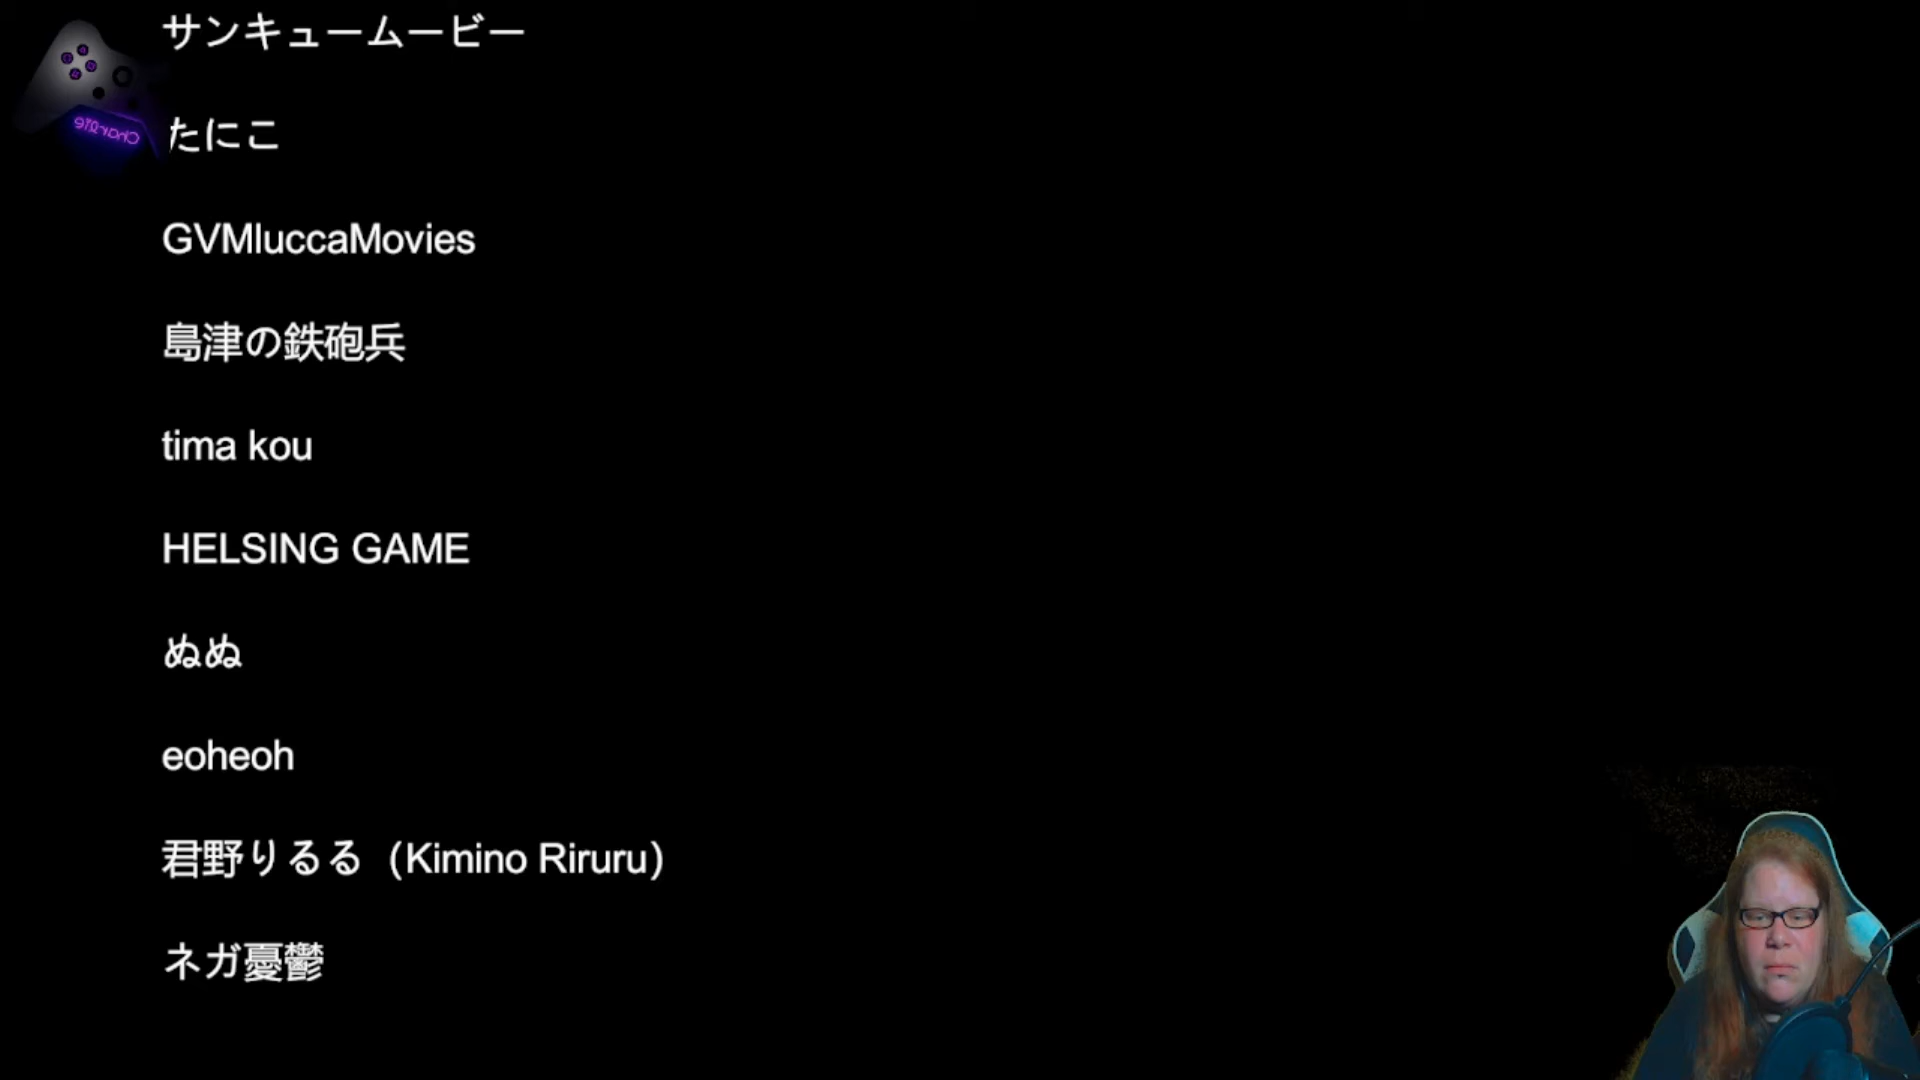 サンキュームービー
Charlie
たにこ
GVMluccaMovies
島津の鉄砲兵
tima kou
HELSING GAME
ぬぬ
eoheoh
君野りるる（Kimino Riruru）
ネガ憂鬱